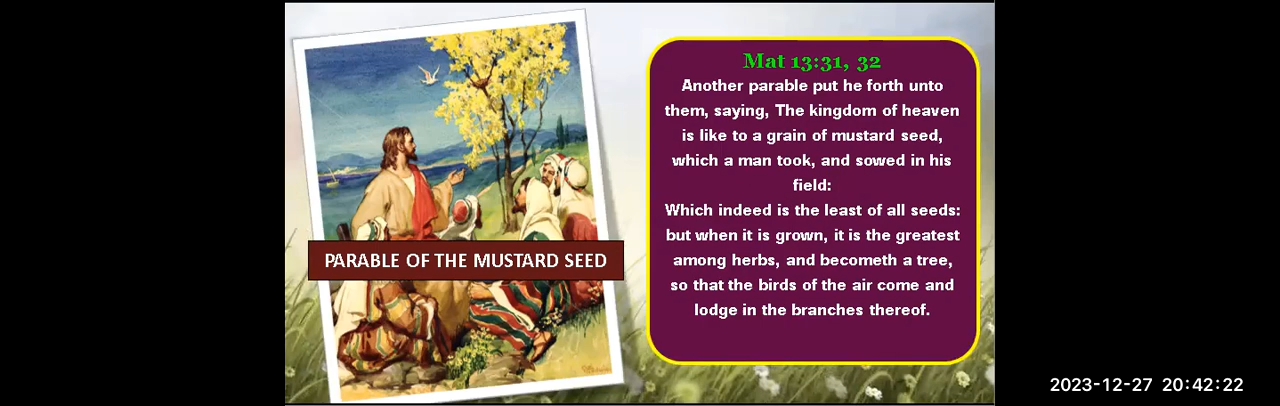 Mat 13:31, 32
Another parable put he forth unto
them, saying, The kingdom of heaven
is like to a grain of mustard seed,
which a man took, and sowed in his
field:
Which indeed is the least of all seeds:
but when it is grown, it is the greatest
among herbs, and becometh a tree,
so that the birds of the air come and
lodge in the branches thereof.
PARABLE OF THE MUSTARD SEED
2023-12-27 20:42:22